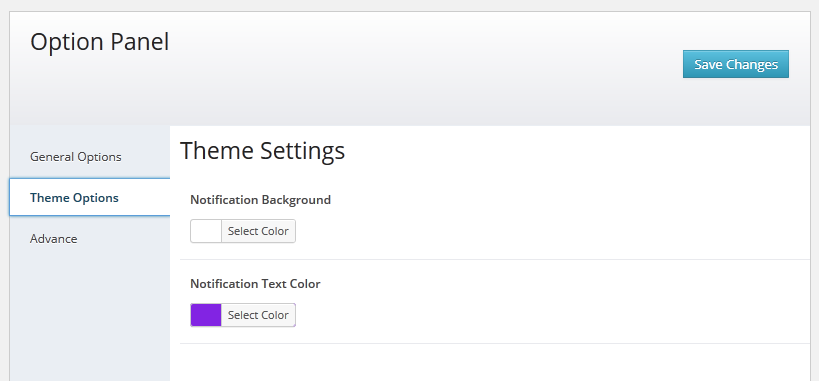 Option Panel
Save Changes
General Options
Theme Options
Advance
Theme Settings
Notification Background
Select Color
Notification Text Color
Select Color